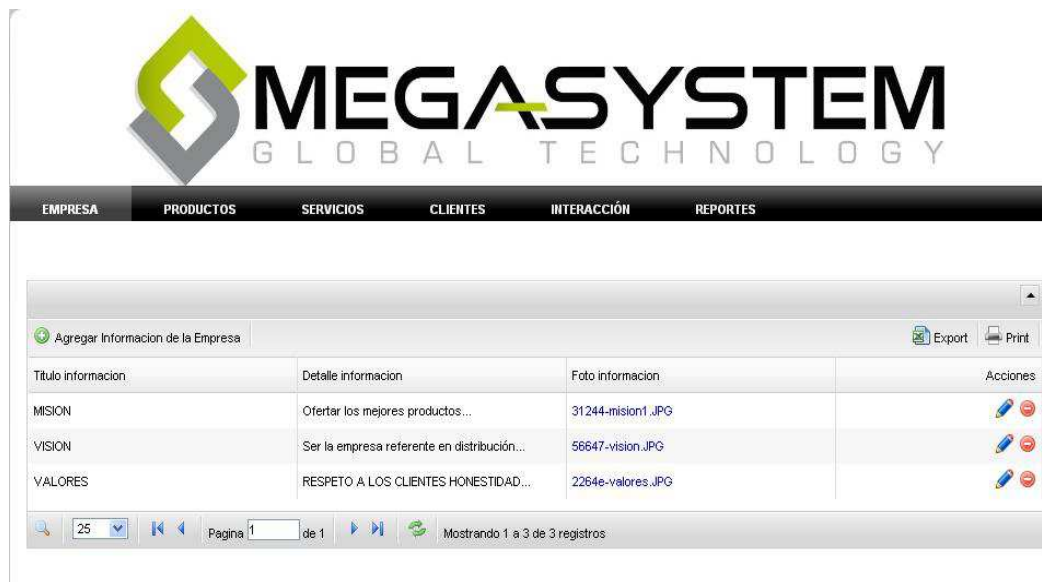 MEGASYSTEM
GLOBAL TECHNOLOGY
EMPRESA PRODUCTOS SERVICIOS CLIENTES INTERACCIÓN REPORTES
Agregar Informacion de la Empresa Export Print
Titulo informacion Detalle informacion Foto informacion Acciones
MISION Ofertar los mejores productos... 31244-mision1.JPG
VISION Ser la empresa referente en distribución... 56647-vision.JPG
VALORES RESPETO A LOS CLIENTES HONESTIDAD... 2264e-valores.JPG
25 Pagina 1 de 1 Mostrando 1 a 3 de 3 registros